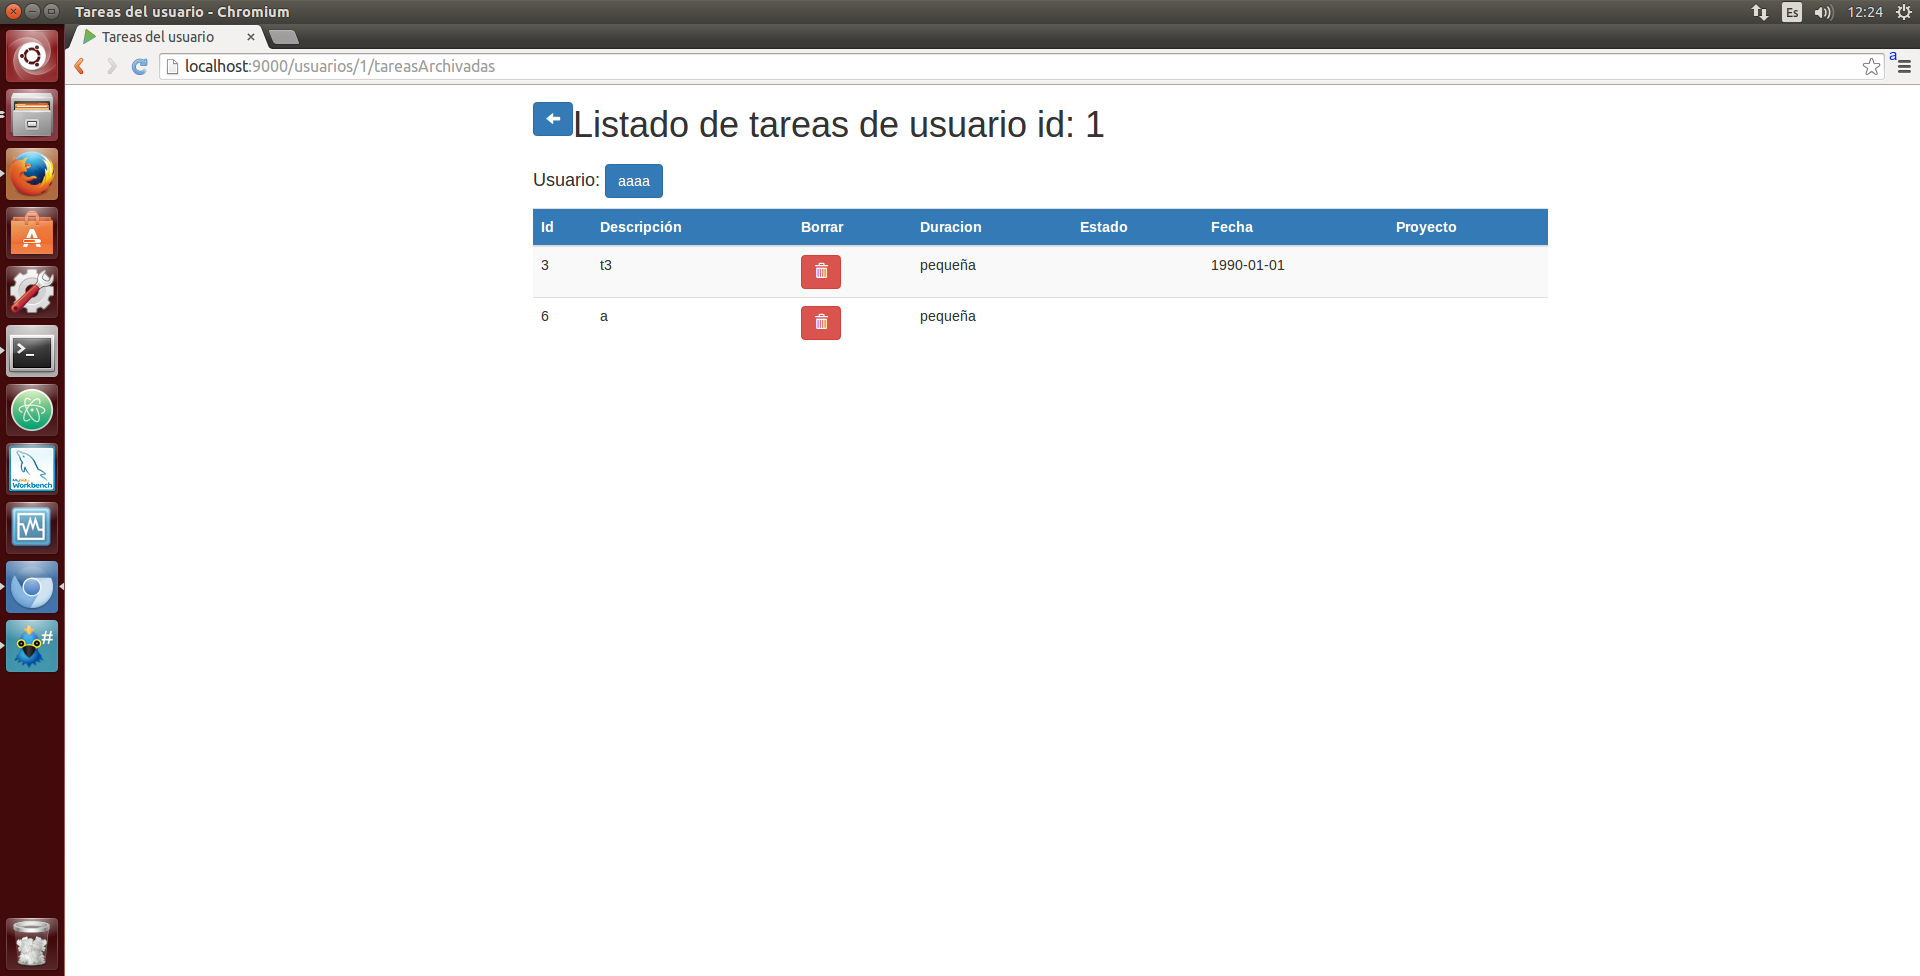 Tareas del usuario - Chromium
Es
12:24
Tareas del usuario
localhost:9000/usuarios/1/tareasArchivadas
a
Listado de tareas de usuario id: 1
Usuario: aaaa
Id Descripción Borrar Duracion Estado Fecha Proyecto
3 t3 pequeña 1990-01-01
6 a pequeña
A
>_
Workbench
#